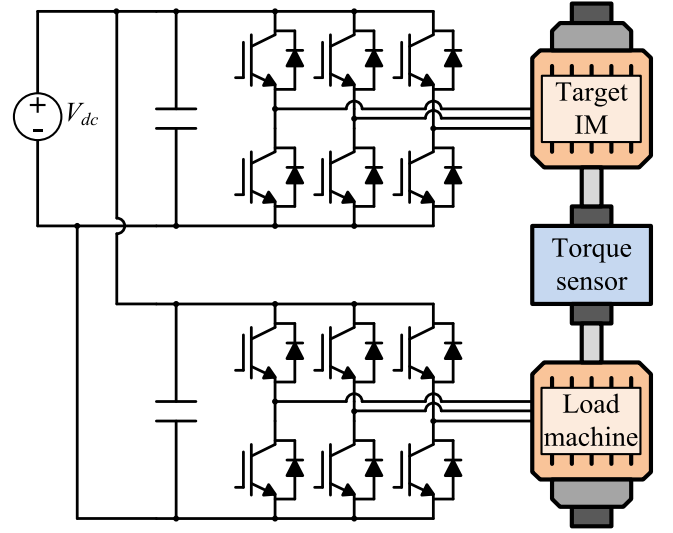 +
V_dc
-
Target
IM
Torque
sensor
Load
machine